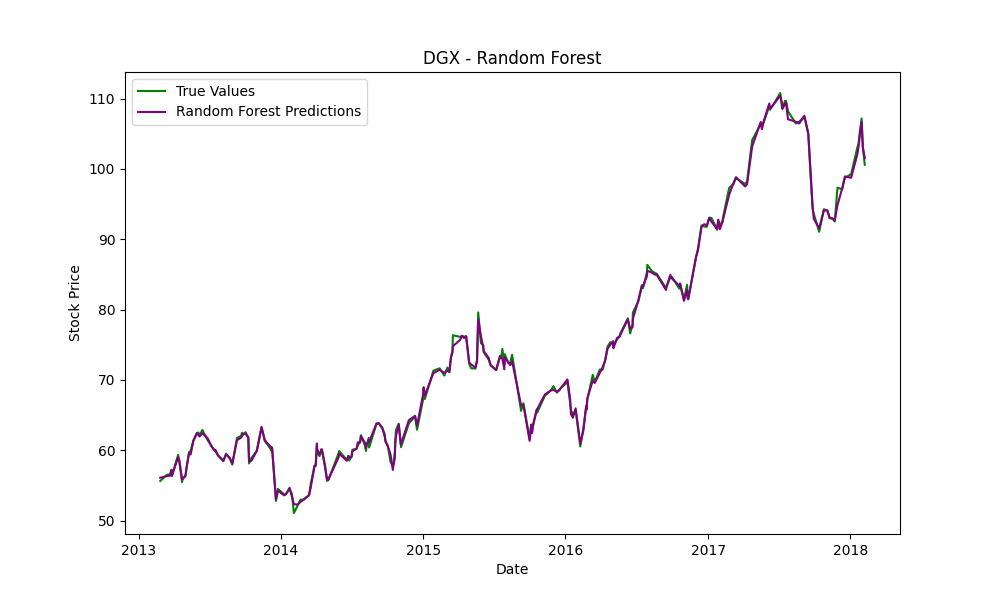 DGX - Random Forest
True Values
Random Forest Predictions
110
100
90
80
70
60
50
Stock Price
2013
2014
2015
2016
2017
2018
Date